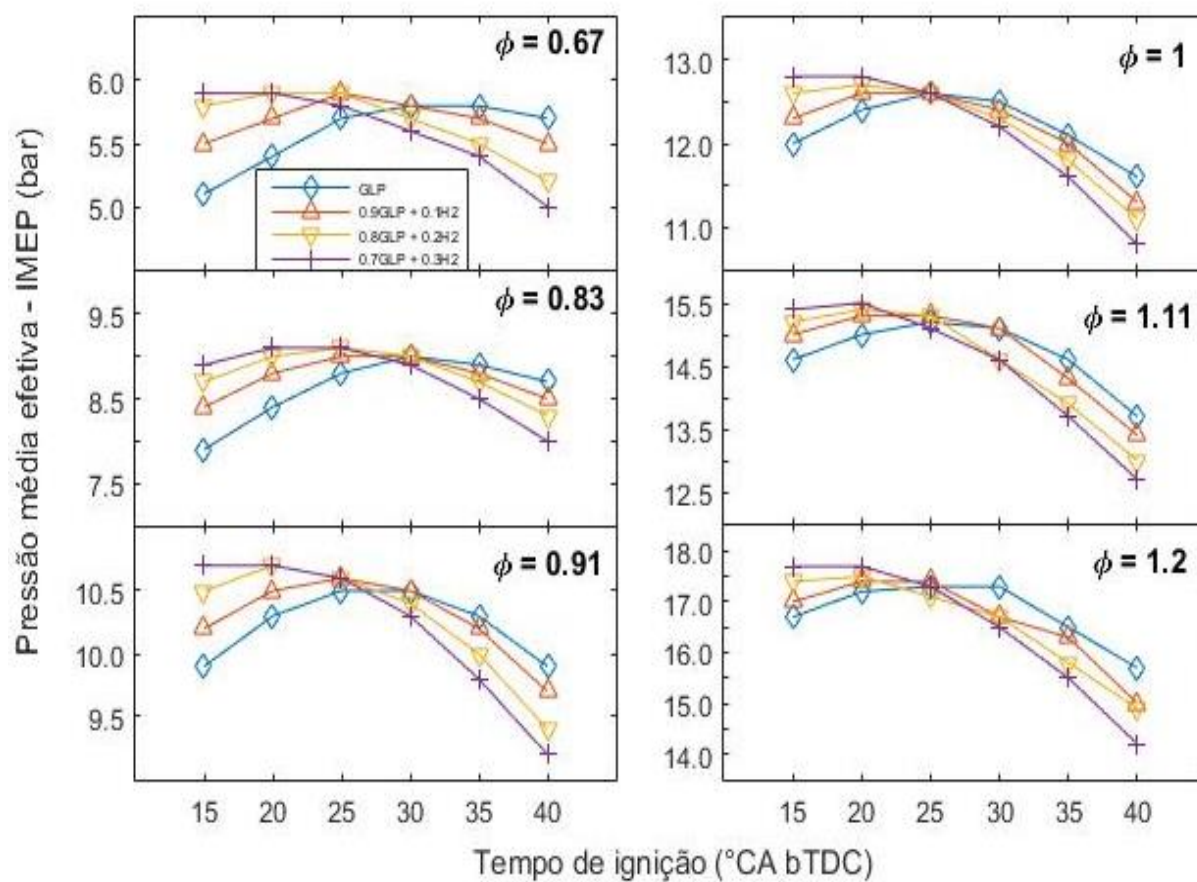 Pressão média efetiva - IMEP (bar)
ϕ = 0.67
6.0
5.5
5.0
GLP
0.9GLP + 0.1H2
0.8GLP + 0.2H2
0.7GLP + 0.3H2
ϕ = 0.83
9.5
8.5
7.5
ϕ = 0.91
10.5
10.0
9.5
15 20 25 30 35 40
ϕ = 1
13.0
12.0
11.0
ϕ = 1.11
15.5
14.5
13.5
12.5
ϕ = 1.2
18.0
17.0
16.0
15.0
14.0
15 20 25 30 35 40
Tempo de ignição (°CA bTDC)